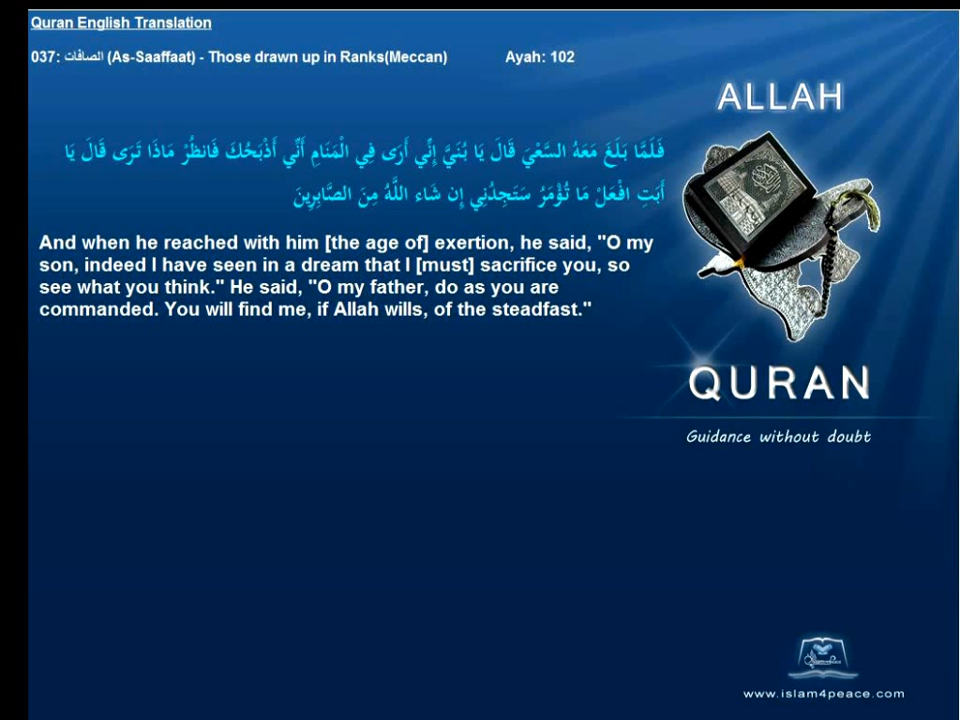 Quran English Translation
037: الصافات (As-Saaffaat) - Those drawn up in Ranks(Meccan) Ayah: 102
ALLAH
فَلَمَّا بَلَغَ مَعَهُ السَّعْيَ قَالَ يَا بُنَيَّ إِنِّي أَرَى فِي الْمَنَامِ أَنِّي أَذْبَحُكَ فَانظُرْ مَاذَا تَرَى قَالَ يَا
أَبَتِ افْعَلْ مَا تُؤْمَرُ سَتَجِدُنِي إِن شَاء اللَّهُ مِنَ الصَّابِرِينَ
And when he reached with him [the age of] exertion, he said, "O my
son, indeed I have seen in a dream that I [must] sacrifice you, so
see what you think." He said, "O my father, do as you are
commanded. You will find me, if Allah wills, of the steadfast."
QURAN
Guidance without doubt
www.islam4peace.com